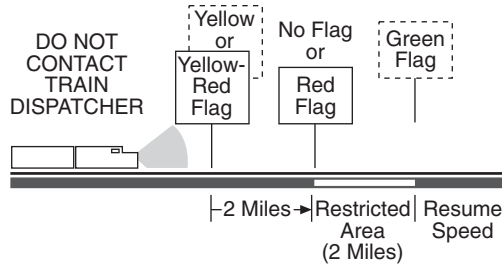 DO NOT
CONTACT
TRAIN
DISPATCHER
Yellow
or
Yellow-
Red
Flag
No Flag
or
Red
Flag
Green
Flag
2 Miles
Restricted
Area
(2 Miles)
Resume
Speed